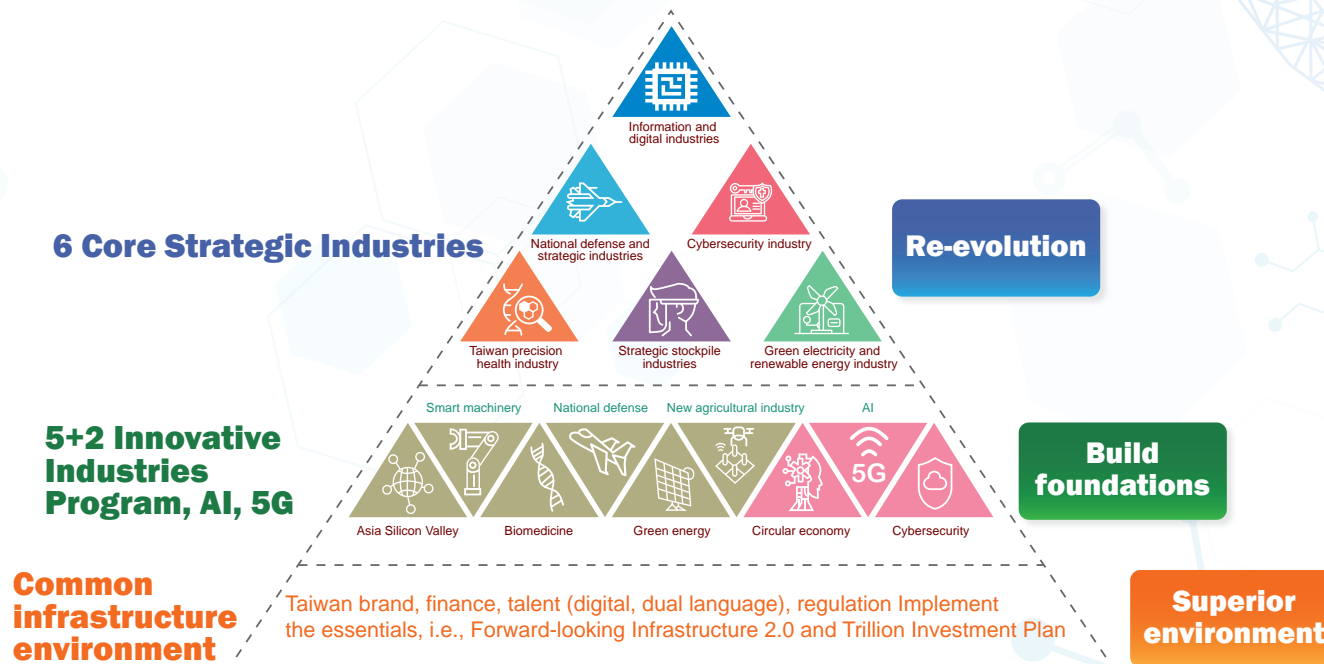 Information and
digital industries
6 Core Strategic Industries
National defense and
strategic industries
Cybersecurity industry
Re-evolution
Taiwan precision
health industry
Strategic stockpile
industries
Green electricity and
renewable energy industry
5+2 Innovative
Industries
Program, AI, 5G
Smart machinery
National defense
New agricultural industry
AI
5G
Build
foundations
Asia Silicon Valley
Biomedicine
Green energy
Circular economy
Cybersecurity
Common
infrastructure
environment
Taiwan brand, finance, talent (digital, dual language), regulation Implement
the essentials, i.e., Forward-looking Infrastructure 2.0 and Trillion Investment Plan
Superior
environment